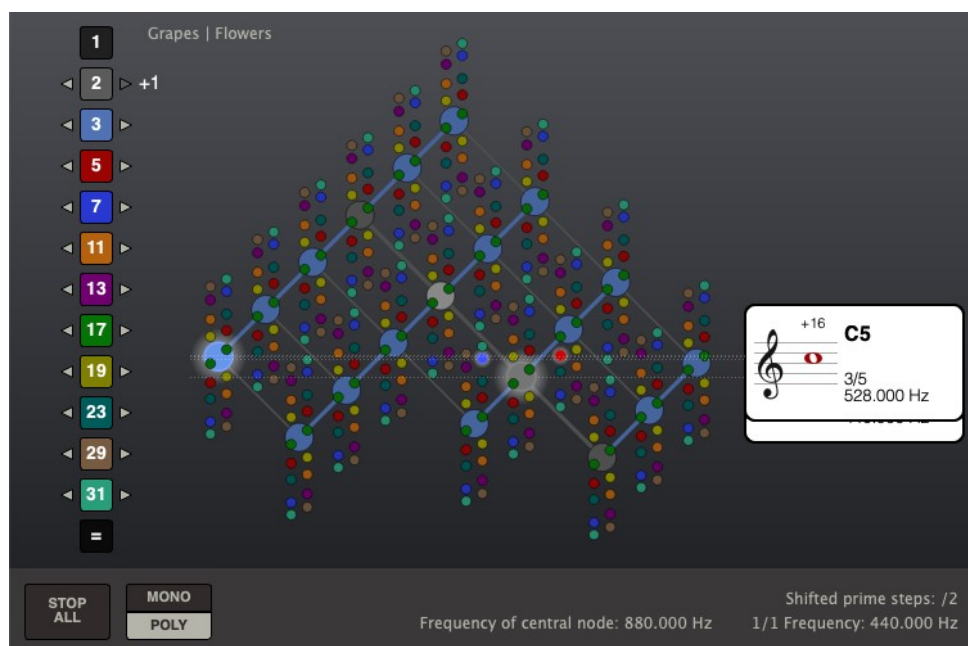 Grapes | Flowers
1
2 +1
3
5
7
11
13
17
19
23
29
31
=
+16
C5
3/5
528.000 Hz
STOP
ALL
MONO
POLY
Shifted prime steps: /2
Frequency of central node: 880.000 Hz
1/1 Frequency: 440.000 Hz